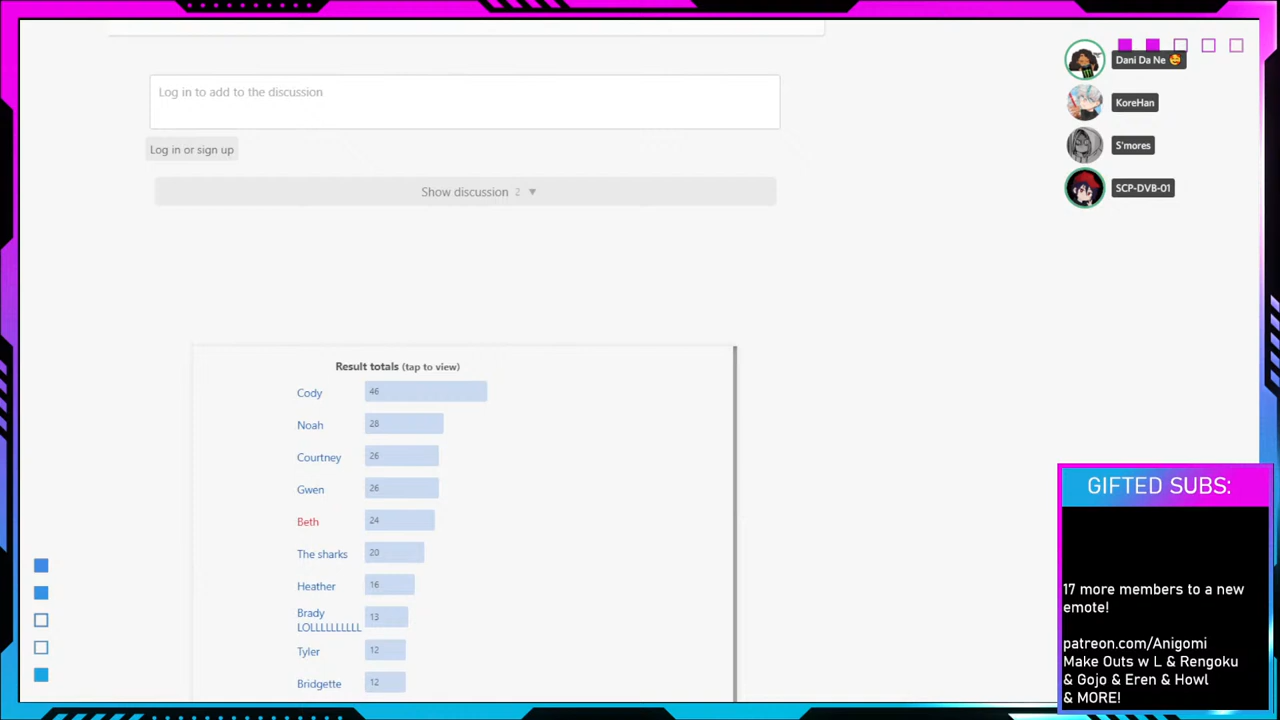 Log in to add to the discussion
Log in or sign up
Show discussion 2 ▼
Dani Da Ne 🤩
KoreHan
S'mores
SCP-DVB-01
Result totals (tap to view)
Cody 46
Noah 28
Courtney 26
Gwen 26
Beth 24
The sharks 20
Heather 16
Brady
LOLLLLLLLLL 13
Tyler 12
Bridgette 12
GIFTED SUBS:
17 more members to a new
emote!
patreon.com/Anigomi
Make Outs w L & Rengoku
& Gojo & Eren & Howl
& MORE!